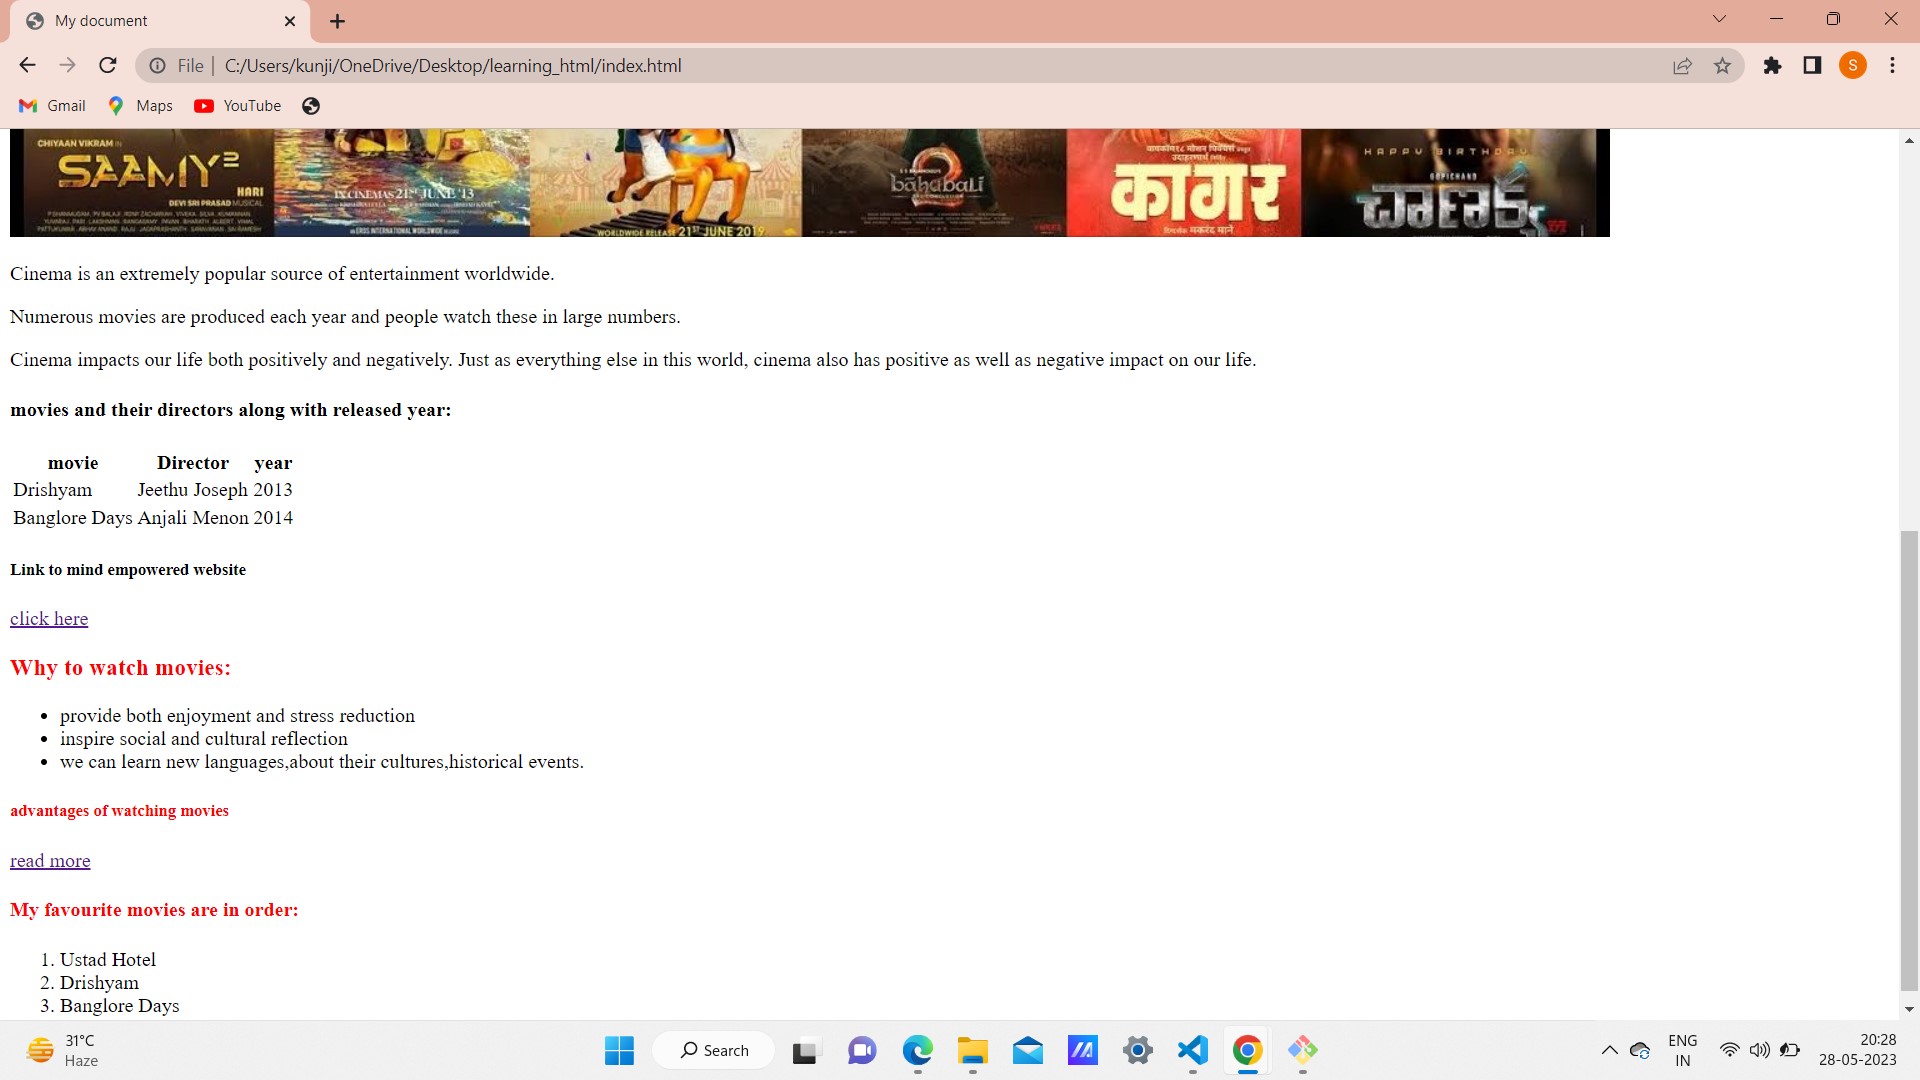 My document
File
C:/Users/kunji/OneDrive/Desktop/learning_html/index.html
S
Gmail
Maps
YouTube
CHIYAAN VIKRAM IN
SAAMY²
HARI
DEVI SRI PRASAD MUSICAL
IN CINEMAS 21ST JUNE '13
WORLDWIDE RELEASE 21ST JUNE 2019
2
bāhubali
कागर
HAPPY BIRTHDAY
GOPICHAND
చాణక్య
Cinema is an extremely popular source of entertainment worldwide.
Numerous movies are produced each year and people watch these in large numbers.
Cinema impacts our life both positively and negatively. Just as everything else in this world, cinema also has positive as well as negative impact on our life.
movies and their directors along with released year:
movie Director year
Drishyam Jeethu Joseph 2013
Banglore Days Anjali Menon 2014
Link to mind empowered website
click here
Why to watch movies:
• provide both enjoyment and stress reduction
• inspire social and cultural reflection
• we can learn new languages,about their cultures,historical events.
advantages of watching movies
read more
My favourite movies are in order:
1. Ustad Hotel
2. Drishyam
3. Banglore Days
31°C
Haze
Search
ENG
IN
20:28
28-05-2023